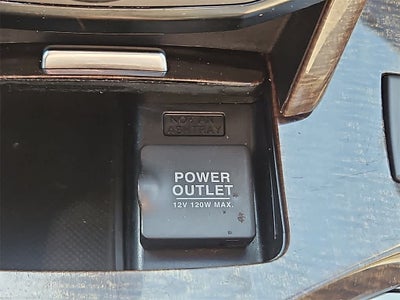 NOT AN
ASHTRAY
POWER
OUTLET
12V 120W MAX.